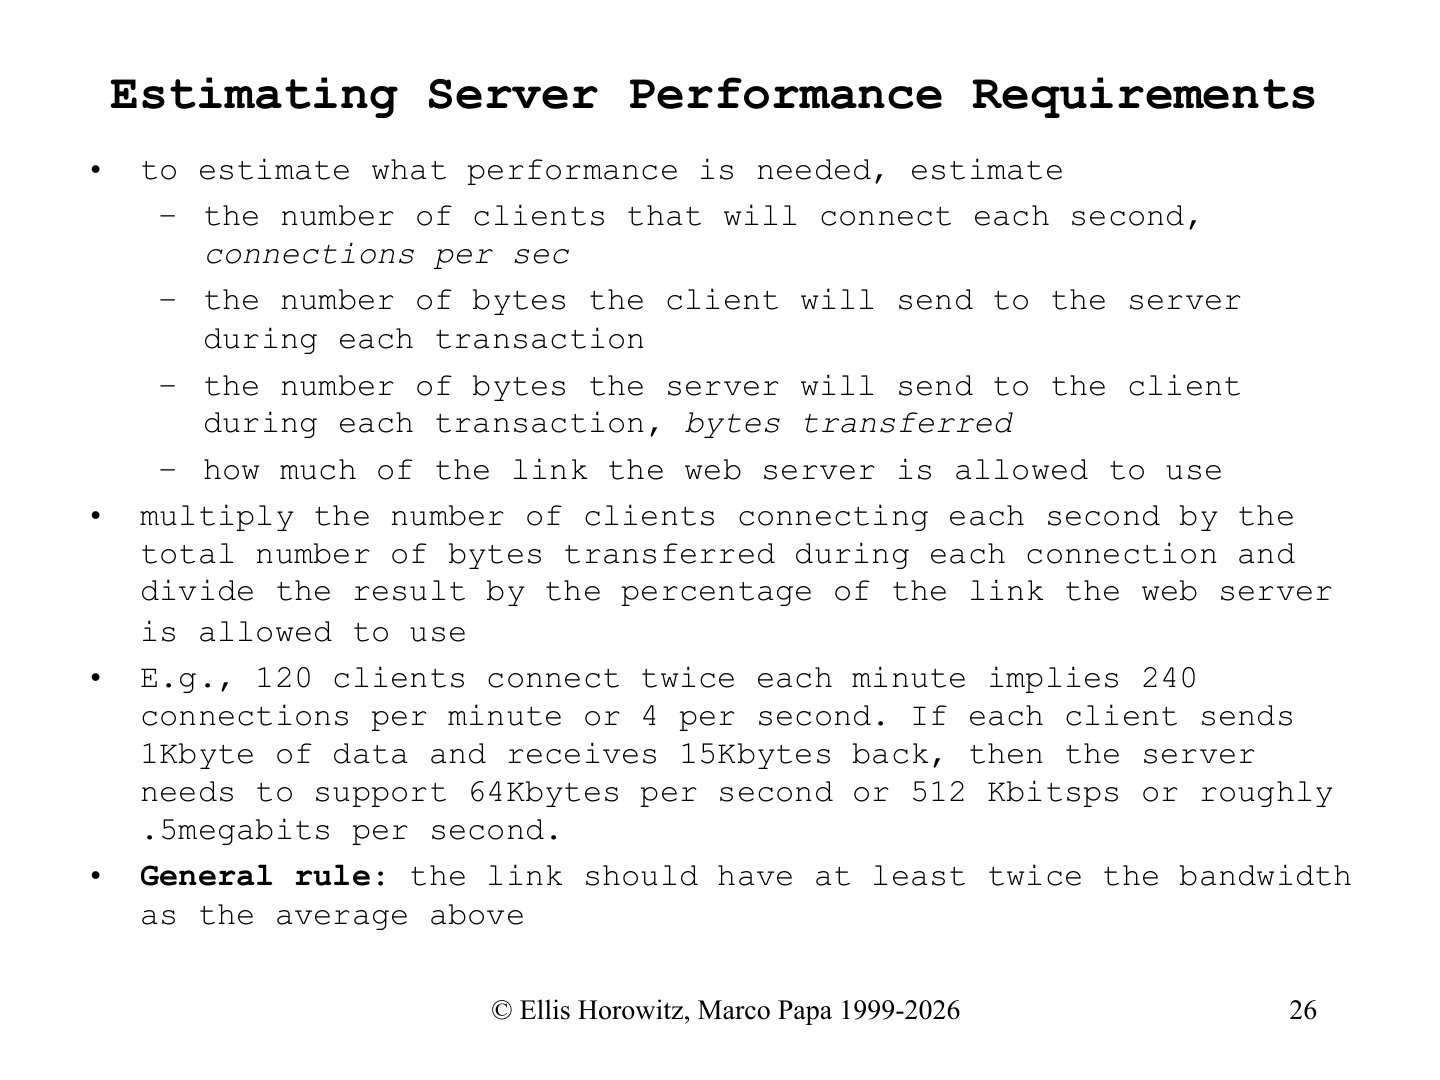 Estimating Server Performance Requirements
• to estimate what performance is needed, estimate
– the number of clients that will connect each second,
connections per sec
– the number of bytes the client will send to the server
during each transaction
– the number of bytes the server will send to the client
during each transaction, bytes transferred
– how much of the link the web server is allowed to use
• multiply the number of clients connecting each second by the
total number of bytes transferred during each connection and
divide the result by the percentage of the link the web server
is allowed to use
• E.g., 120 clients connect twice each minute implies 240
connections per minute or 4 per second. If each client sends
1Kbyte of data and receives 15Kbytes back, then the server
needs to support 64Kbytes per second or 512 Kbitsps or roughly
.5megabits per second.
• General rule: the link should have at least twice the bandwidth
as the average above
© Ellis Horowitz, Marco Papa 1999-2026
26